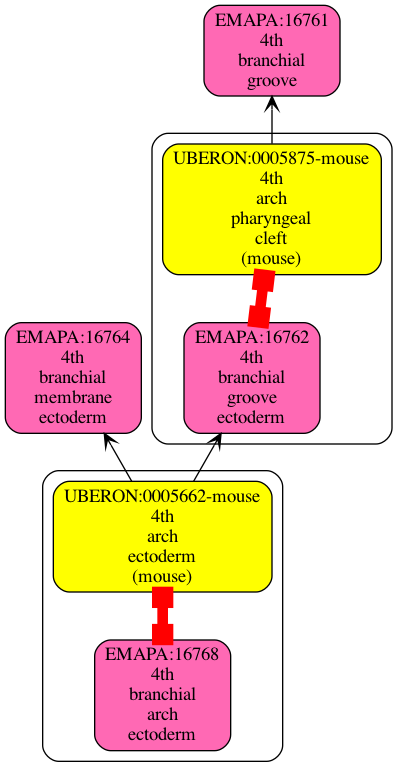 EMAPA:16761
4th
branchial
groove
UBERON:0005875-mouse
4th
arch
pharyngeal
cleft
(mouse)
EMAPA:16764
4th
branchial
membrane
ectoderm
EMAPA:16762
4th
branchial
groove
ectoderm
UBERON:0005662-mouse
4th
arch
ectoderm
(mouse)
EMAPA:16768
4th
branchial
arch
ectoderm